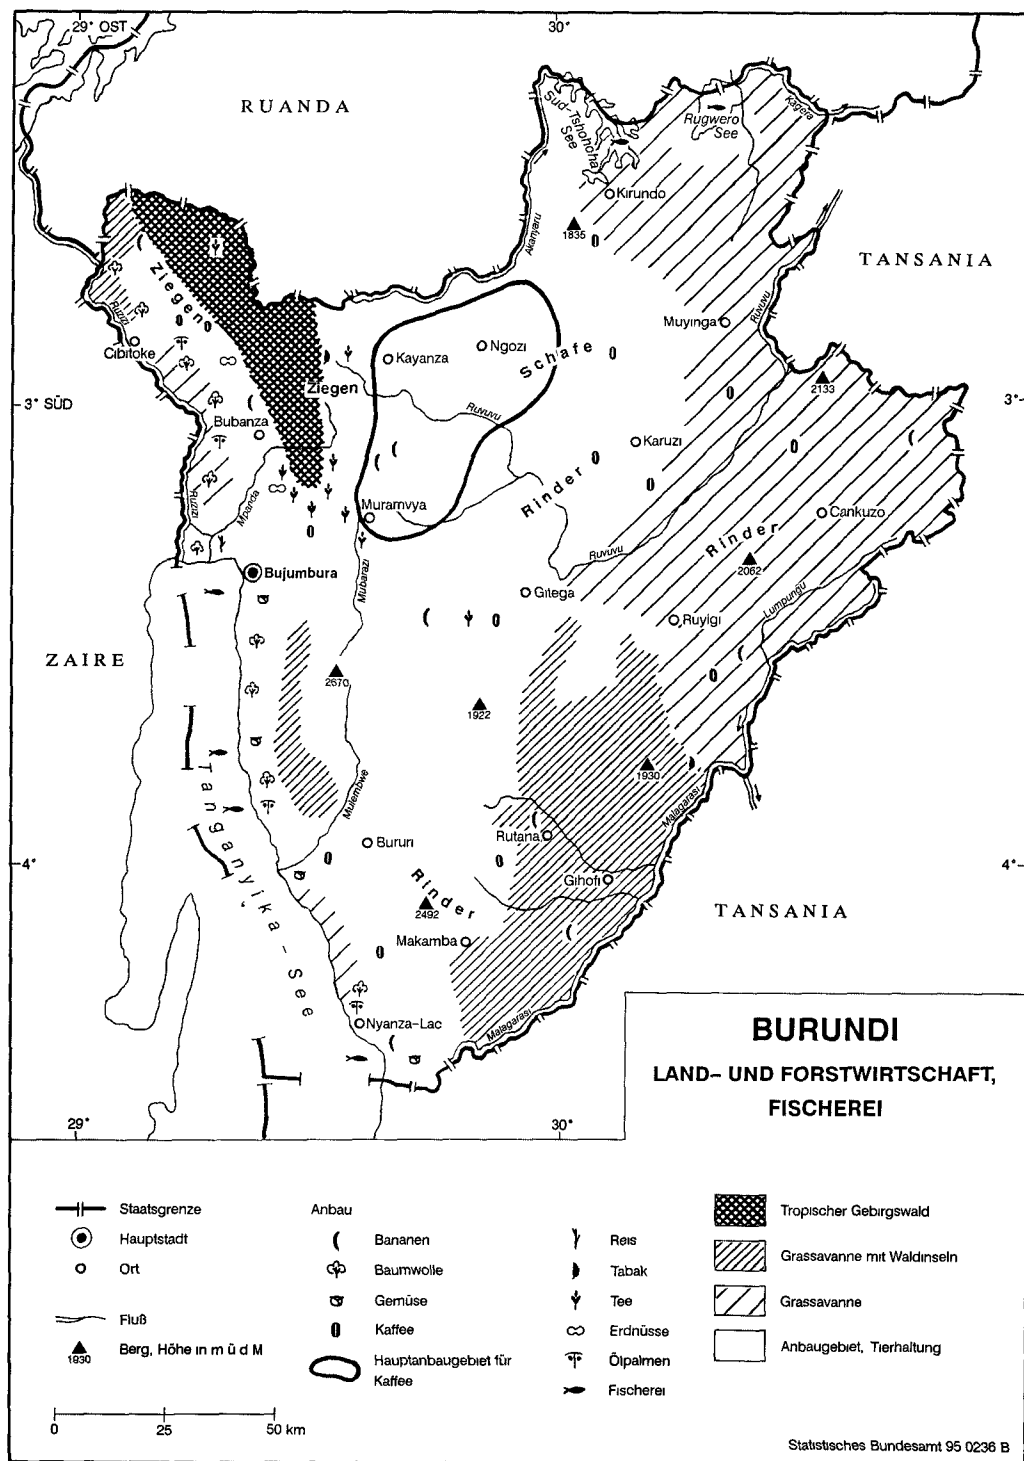 29° OST
30°
RUANDA
Kagera
Süd-Tshohoha
See
Rugwero
See
Kirundo
Akanyaru
1835
TANSANIA
Ziegen
Ruzizi
Muyinga
Ruvuvu
Cibitoke
Kayanza
Ngozi
Schafe
Ziegen
2133
3° SÜD
3°
Ruvuvu
Bubanza
Karuzi
Rinder
Ruzizi
Mpanda
Muramvya
Cankuzo
Rinder
Ruvuvu
2062
Bujumbura
Mubarazi
Gitega
Lumpungu
Ruyigi
ZAIRE
2670
1922
1930
Tanganyika-See
Mulembwe
Malagarasi
Rutana
Bururi
4°
4°
Rinder
Gihofi
2492
TANSANIA
Makamba
Nyanza-Lac
Malagarasi
29°
30°
BURUNDI
LAND- UND FORSTWIRTSCHAFT,
FISCHEREI
Staatsgrenze
Hauptstadt
Ort
Fluß
1930
Berg, Höhe in m ü d M
Anbau
Bananen
Baumwolle
Gemüse
Kaffee
Hauptanbaugebiet für
Kaffee
Reis
Tabak
Tee
Erdnüsse
Ölpalmen
Fischerei
Tropischer Gebirgswald
Grassavanne mit Waldinseln
Grassavanne
Anbaugebiet, Tierhaltung
0 25 50 km
Statistisches Bundesamt 95 0236 B